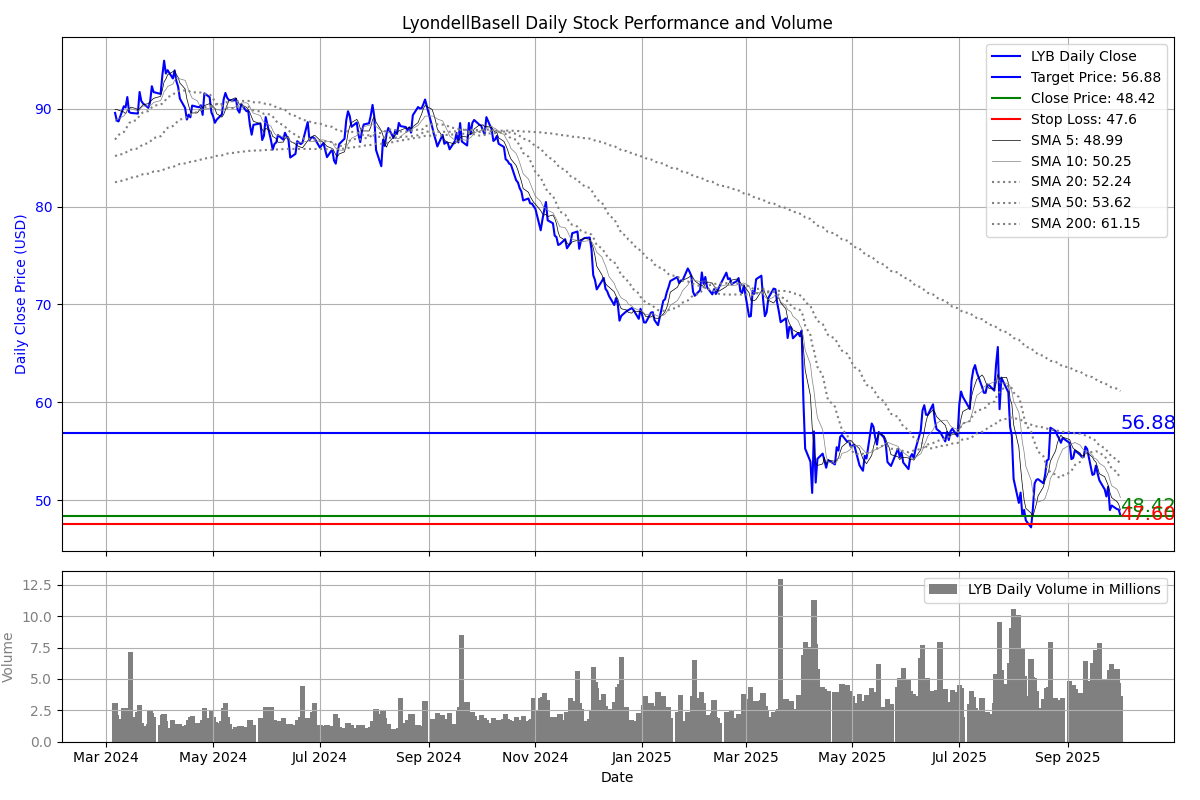 LyondellBasell Daily Stock Performance and Volume
Daily Close Price (USD)
90
80
70
60
50
LYB Daily Close
Target Price: 56.88
Close Price: 48.42
Stop Loss: 47.6
SMA 5: 48.99
SMA 10: 50.25
SMA 20: 52.24
SMA 50: 53.62
SMA 200: 61.15
56.88
48.42
47.60
Volume
12.5
10.0
7.5
5.0
2.5
0.0
LYB Daily Volume in Millions
Mar 2024 May 2024 Jul 2024 Sep 2024 Nov 2024 Jan 2025 Mar 2025 May 2025 Jul 2025 Sep 2025
Date